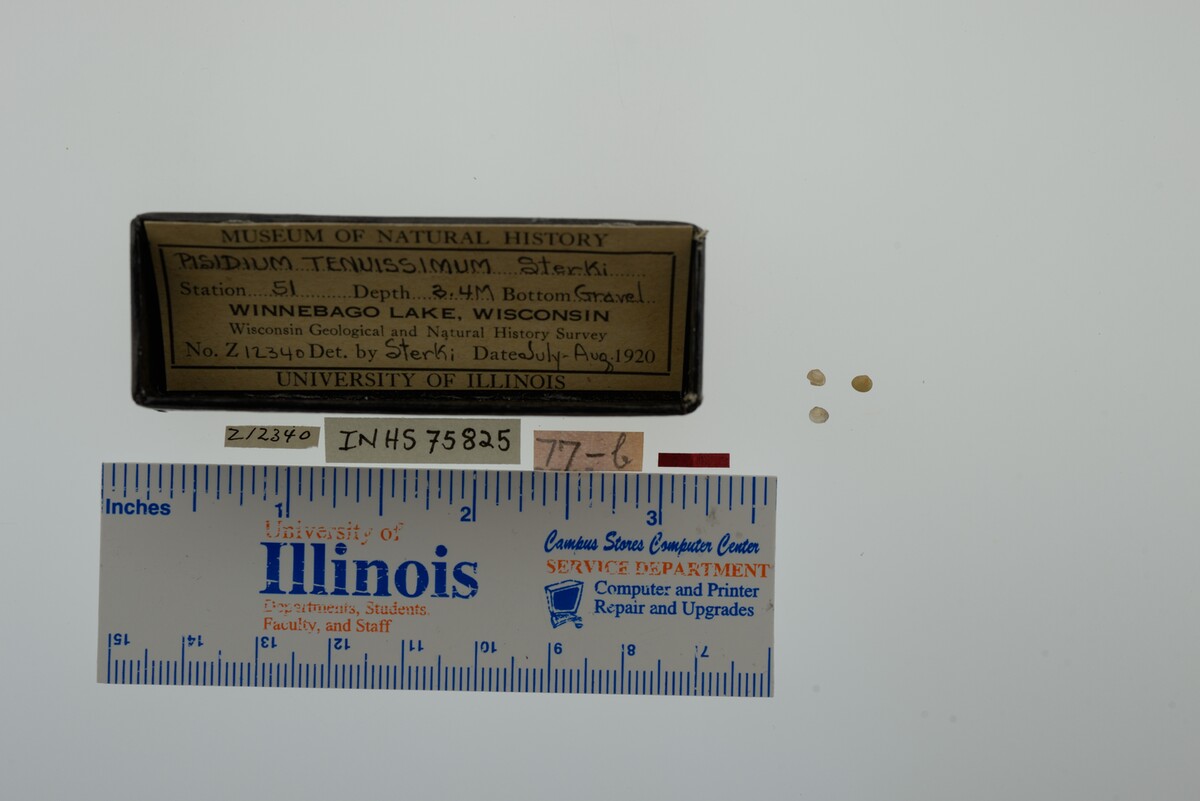 MUSEUM OF NATURAL HISTORY
PISIDIUM TENUISSIMUM Sterki
Station 51 Depth 3.4M Bottom Gravel
WINNEBAGO LAKE, WISCONSIN
Wisconsin Geological and Natural History Survey
No. Z 12340 Det. by Sterki Date July-Aug. 1920
UNIVERSITY OF ILLINOIS
Z12340
INHS 75825
77-b
Inches 1 2 3
University of
Illinois
Departments, Students,
Faculty, and Staff
Campus Stores Computer Center
SERVICE DEPARTMENT
Computer and Printer
Repair and Upgrades
15 14 13 12 11 10 9 8 7